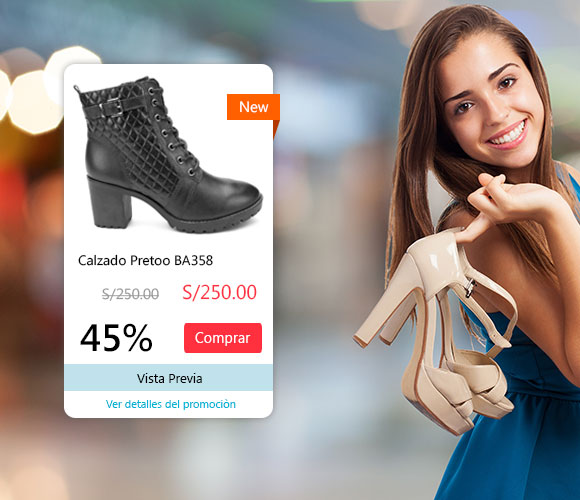 New
Calzado Pretoo BA358
S/250.00 S/250.00
45% Comprar
Vista Previa
Ver detalles del promociòn